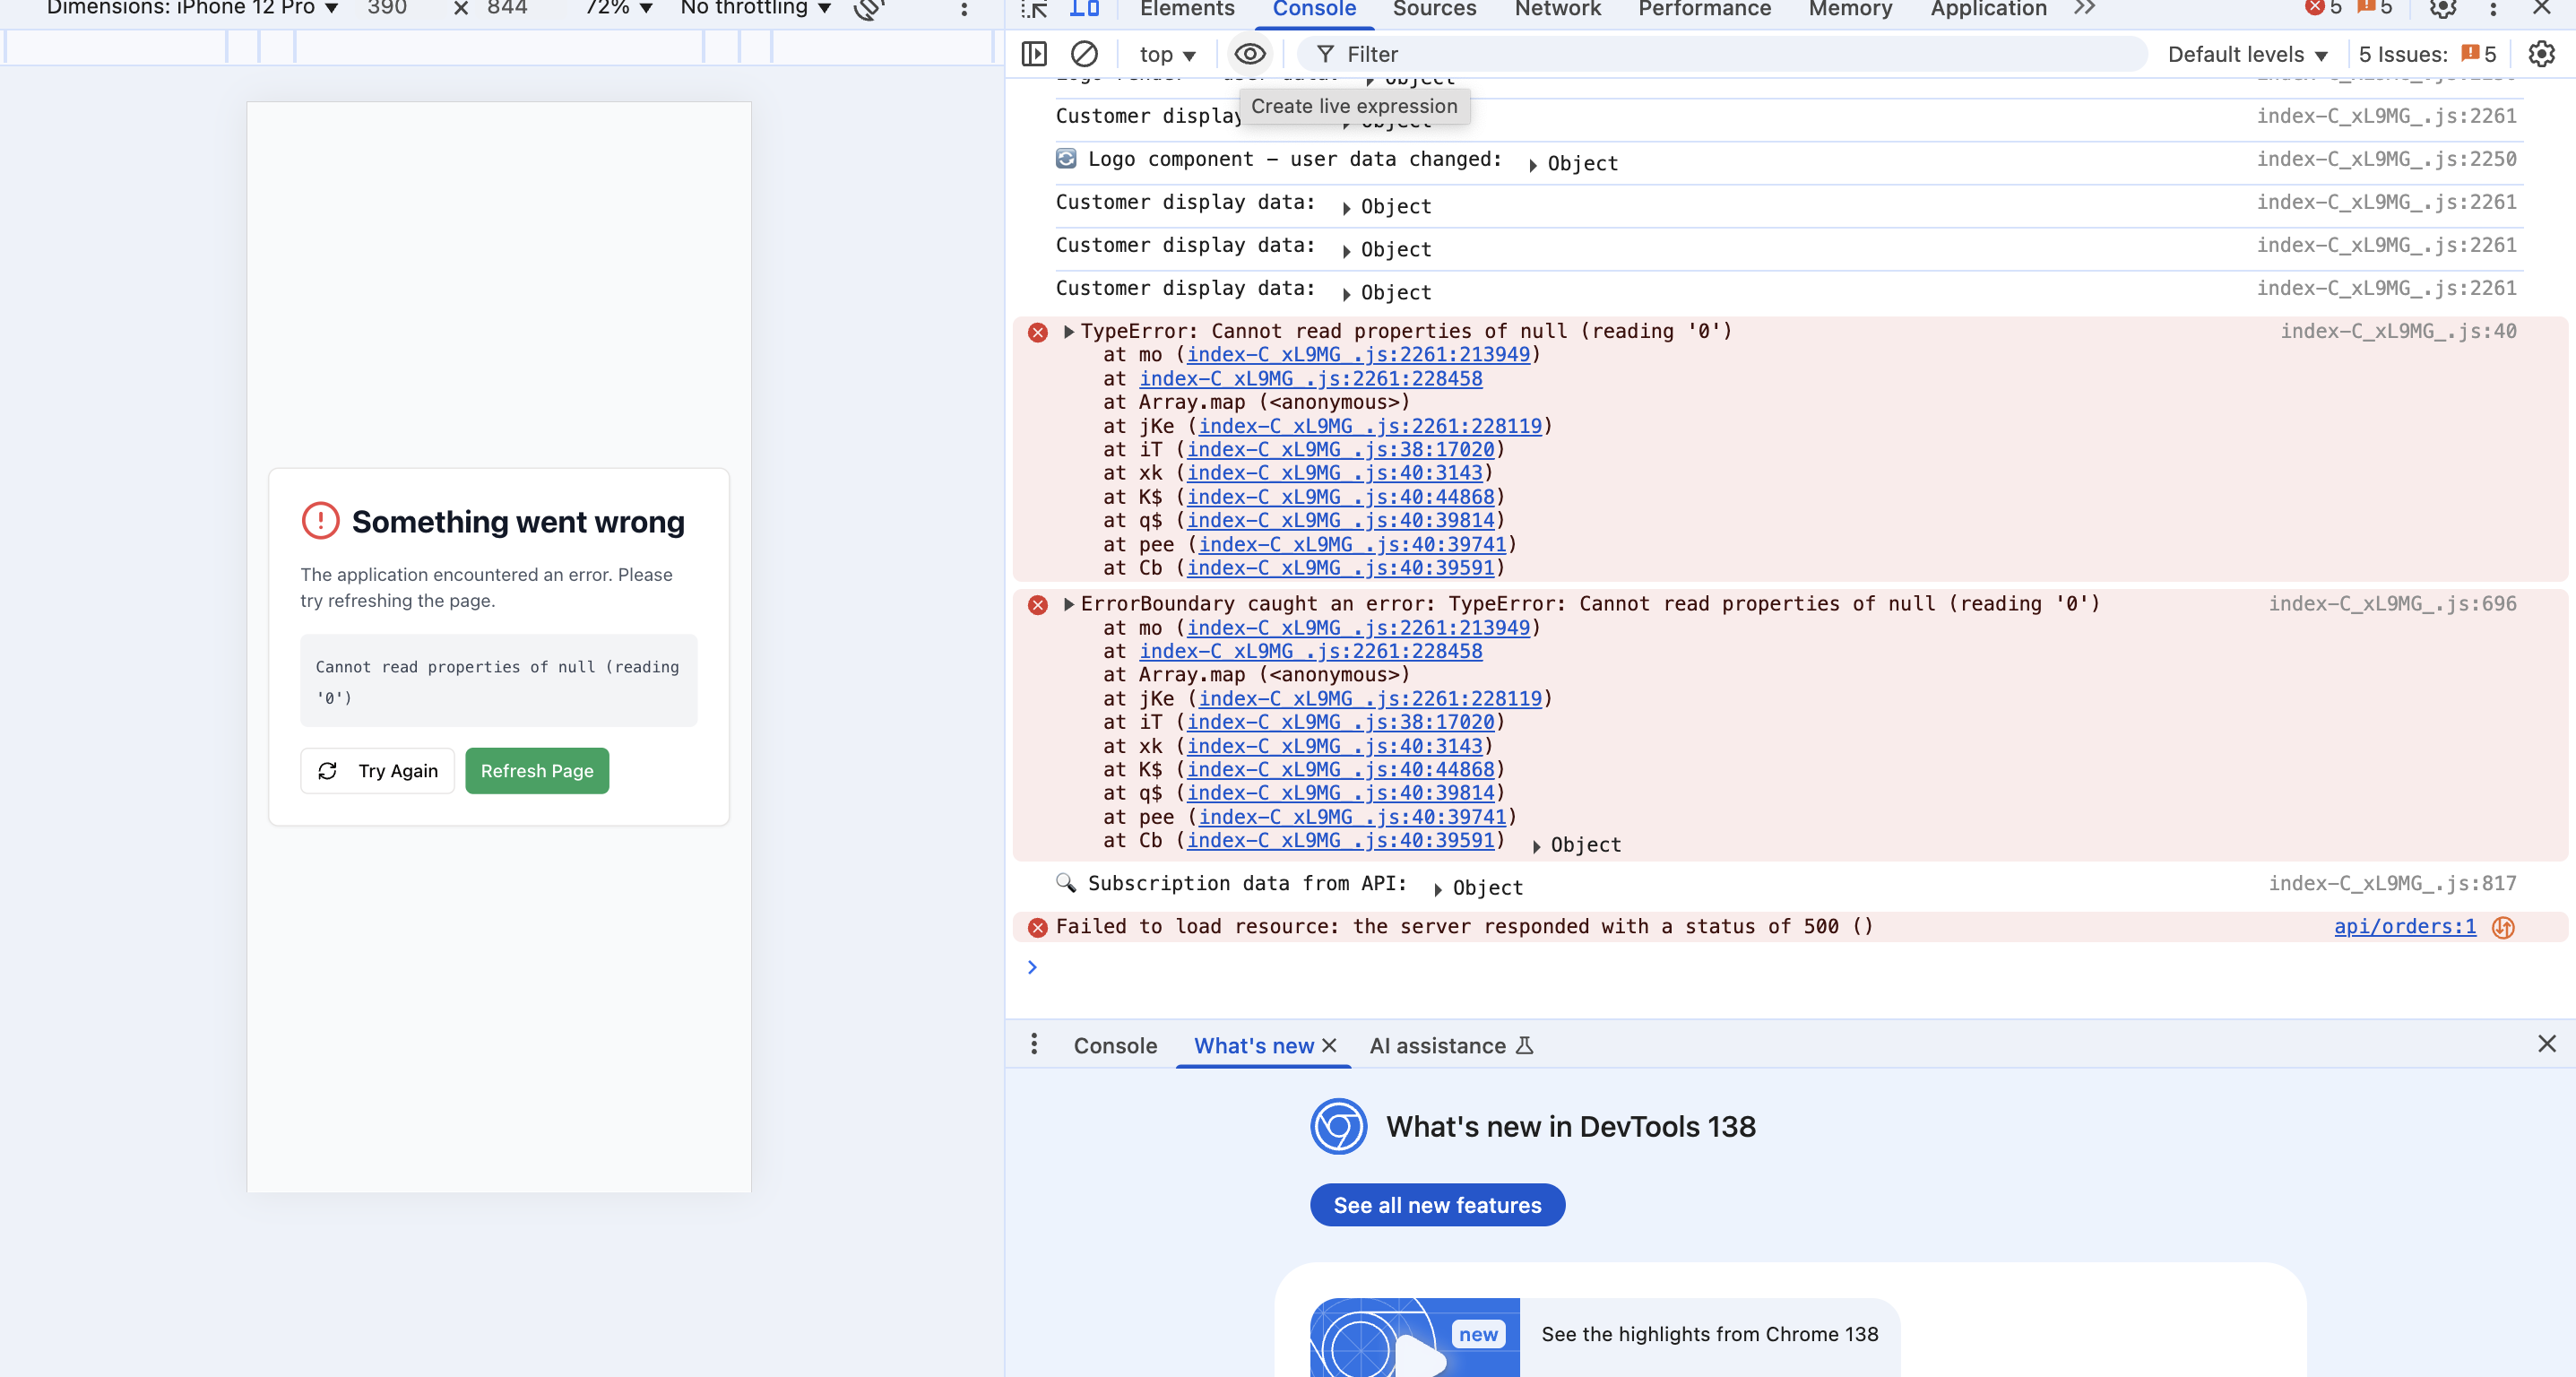 Dimensions: iPhone 12 Pro ▼ 390 × 844 72% ▼ No throttling ▼
Elements Console Sources Network Performance Memory Application 5 5
top ▼ Filter Default levels ▼ 5 Issues: 5
Object
Create live expression
Customer display Object index-C_xL9MG_.js:2261
Logo component – user data changed: ▶ Object index-C_xL9MG_.js:2250
Customer display data: ▶ Object index-C_xL9MG_.js:2261
Customer display data: ▶ Object index-C_xL9MG_.js:2261
Customer display data: ▶ Object index-C_xL9MG_.js:2261
▶ TypeError: Cannot read properties of null (reading '0') index-C_xL9MG_.js:40
at mo (index-C_xL9MG_.js:2261:213949)
at index-C_xL9MG_.js:2261:228458
at Array.map (<anonymous>)
at jKe (index-C_xL9MG_.js:2261:228119)
at iT (index-C_xL9MG_.js:38:17020)
at xk (index-C_xL9MG_.js:40:3143)
at K$ (index-C_xL9MG_.js:40:44868)
at q$ (index-C_xL9MG_.js:40:39814)
at pee (index-C_xL9MG_.js:40:39741)
at Cb (index-C_xL9MG_.js:40:39591)
▶ ErrorBoundary caught an error: TypeError: Cannot read properties of null (reading '0') index-C_xL9MG_.js:696
at mo (index-C_xL9MG_.js:2261:213949)
at index-C_xL9MG_.js:2261:228458
at Array.map (<anonymous>)
at jKe (index-C_xL9MG_.js:2261:228119)
at iT (index-C_xL9MG_.js:38:17020)
at xk (index-C_xL9MG_.js:40:3143)
at K$ (index-C_xL9MG_.js:40:44868)
at q$ (index-C_xL9MG_.js:40:39814)
at pee (index-C_xL9MG_.js:40:39741)
at Cb (index-C_xL9MG_.js:40:39591) ▶ Object
Subscription data from API: ▶ Object index-C_xL9MG_.js:817
Failed to load resource: the server responded with a status of 500 () api/orders:1
Something went wrong
The application encountered an error. Please
try refreshing the page.
Cannot read properties of null (reading
'0')
Try Again Refresh Page
Console What's new AI assistance
What's new in DevTools 138
See all new features
new See the highlights from Chrome 138